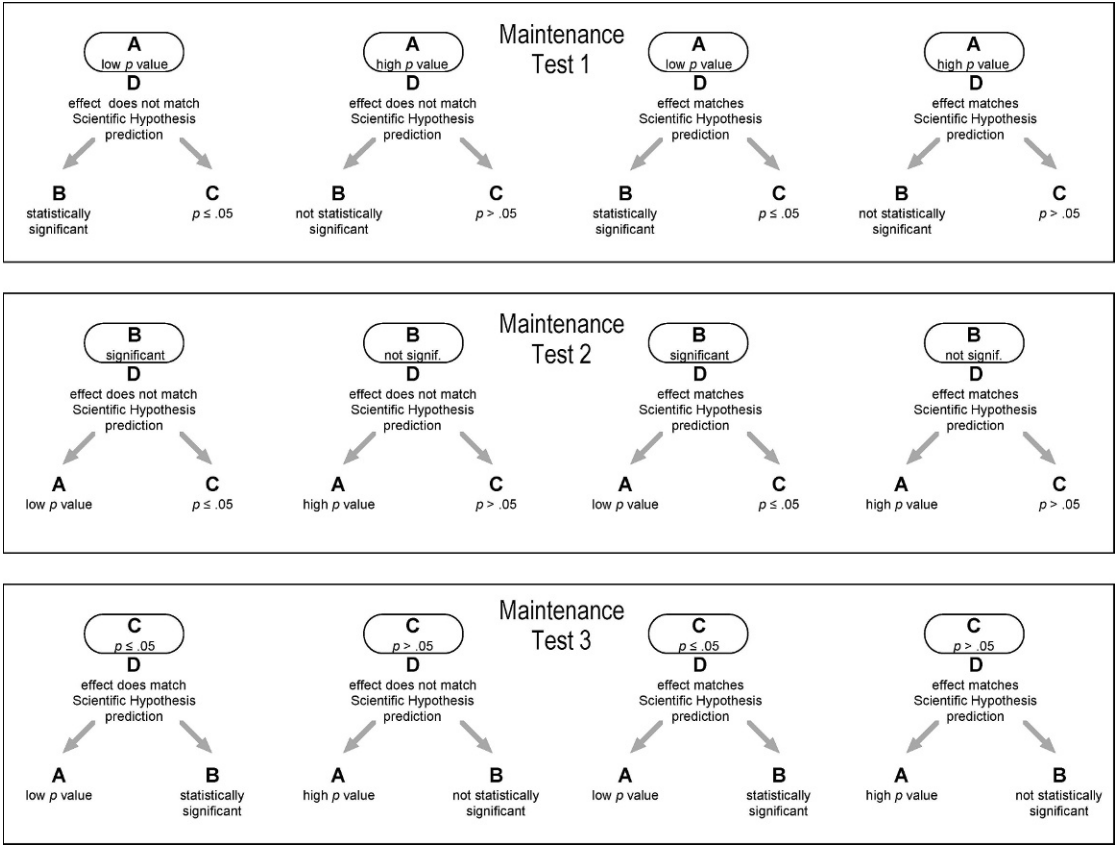 Maintenance
Test 1
A
low p value
D
effect does not match
Scientific Hypothesis
prediction
B
statistically
significant
C
p ≤ .05
A
high p value
D
effect does not match
Scientific Hypothesis
prediction
B
not statistically
significant
C
p > .05
A
low p value
D
effect matches
Scientific Hypothesis
prediction
B
statistically
significant
C
p ≤ .05
A
high p value
D
effect matches
Scientific Hypothesis
prediction
B
not statistically
significant
C
p > .05
Maintenance
Test 2
B
significant
D
effect does not match
Scientific Hypothesis
prediction
A
low p value
C
p ≤ .05
B
not signif.
D
effect does not match
Scientific Hypothesis
prediction
A
high p value
C
p > .05
B
significant
D
effect matches
Scientific Hypothesis
prediction
A
low p value
C
p ≤ .05
B
not signif.
D
effect matches
Scientific Hypothesis
prediction
A
high p value
C
p > .05
Maintenance
Test 3
C
p ≤ .05
D
effect does match
Scientific Hypothesis
prediction
A
low p value
B
statistically
significant
C
p > .05
D
effect does not match
Scientific Hypothesis
prediction
A
high p value
B
not statistically
significant
C
p ≤ .05
D
effect matches
Scientific Hypothesis
prediction
A
low p value
B
statistically
significant
C
p > .05
D
effect matches
Scientific Hypothesis
prediction
A
high p value
B
not statistically
significant